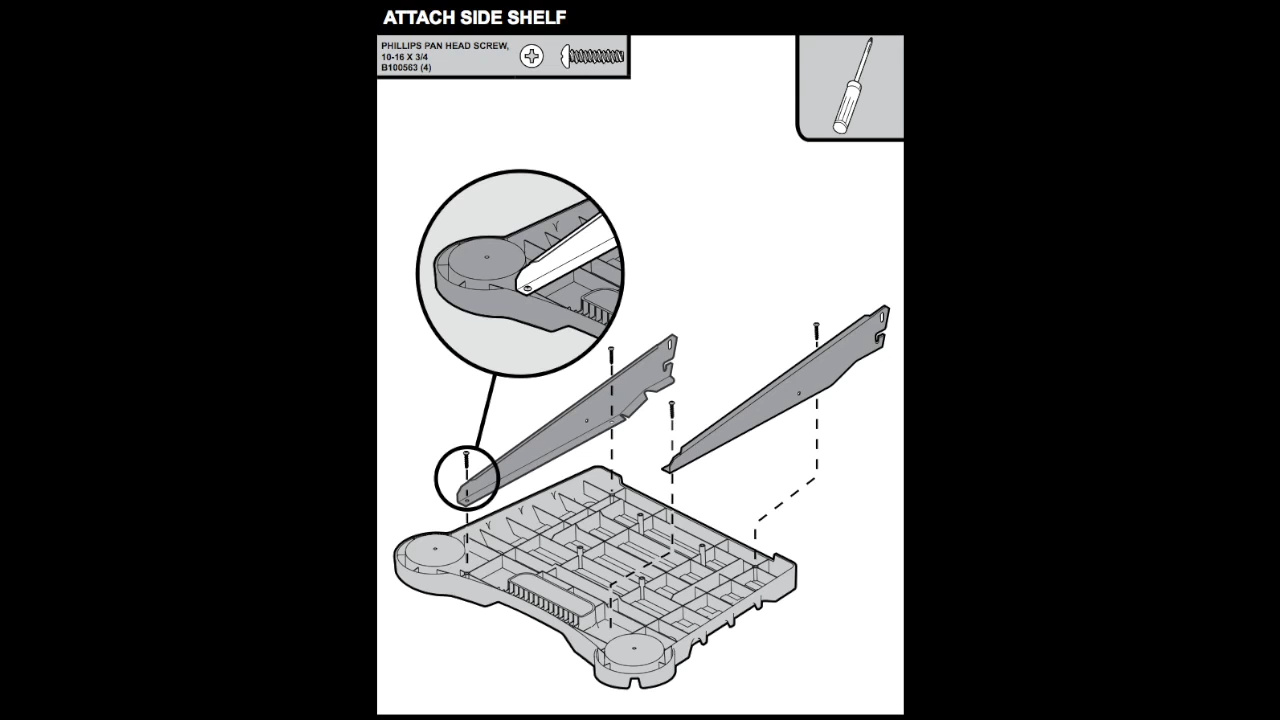 ATTACH SIDE SHELF
PHILLIPS PAN HEAD SCREW,
10-16 X 3/4
B100563 (4)